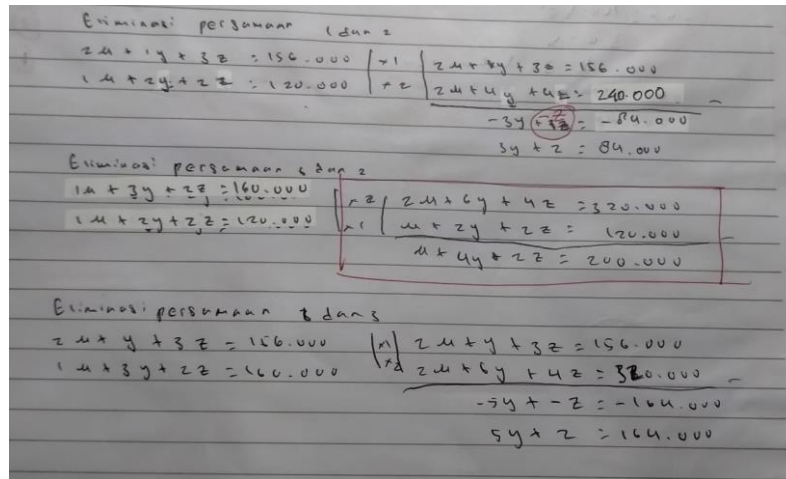 Eliminasi persamaan 1 dan 2
2x + 1y + 3z = 156.000 | ×1 | 2x + 1y + 3z = 156.000
1x + 2y + 2z = 120.000 | ×2 | 2x + 4y + 4z = 240.000 -
-3y + -z = -84.000
3y + z = 84.000
Eliminasi persamaan 3 dan 2
1x + 3y + 2z = 160.000 | ×2 | 2x + 6y + 4z = 320.000
1x + 2y + 2z = 120.000 | ×1 | x + 2y + 2z = 120.000 -
x + 4y + 2z = 200.000
Eliminasi persamaan 1 dan 3
2x + y + 3z = 156.000 | ×1 | 2x + y + 3z = 156.000
1x + 3y + 2z = 160.000 | ×2 | 2x + 6y + 4z = 320.000 -
-5y + -z = -164.000
5y + z = 164.000